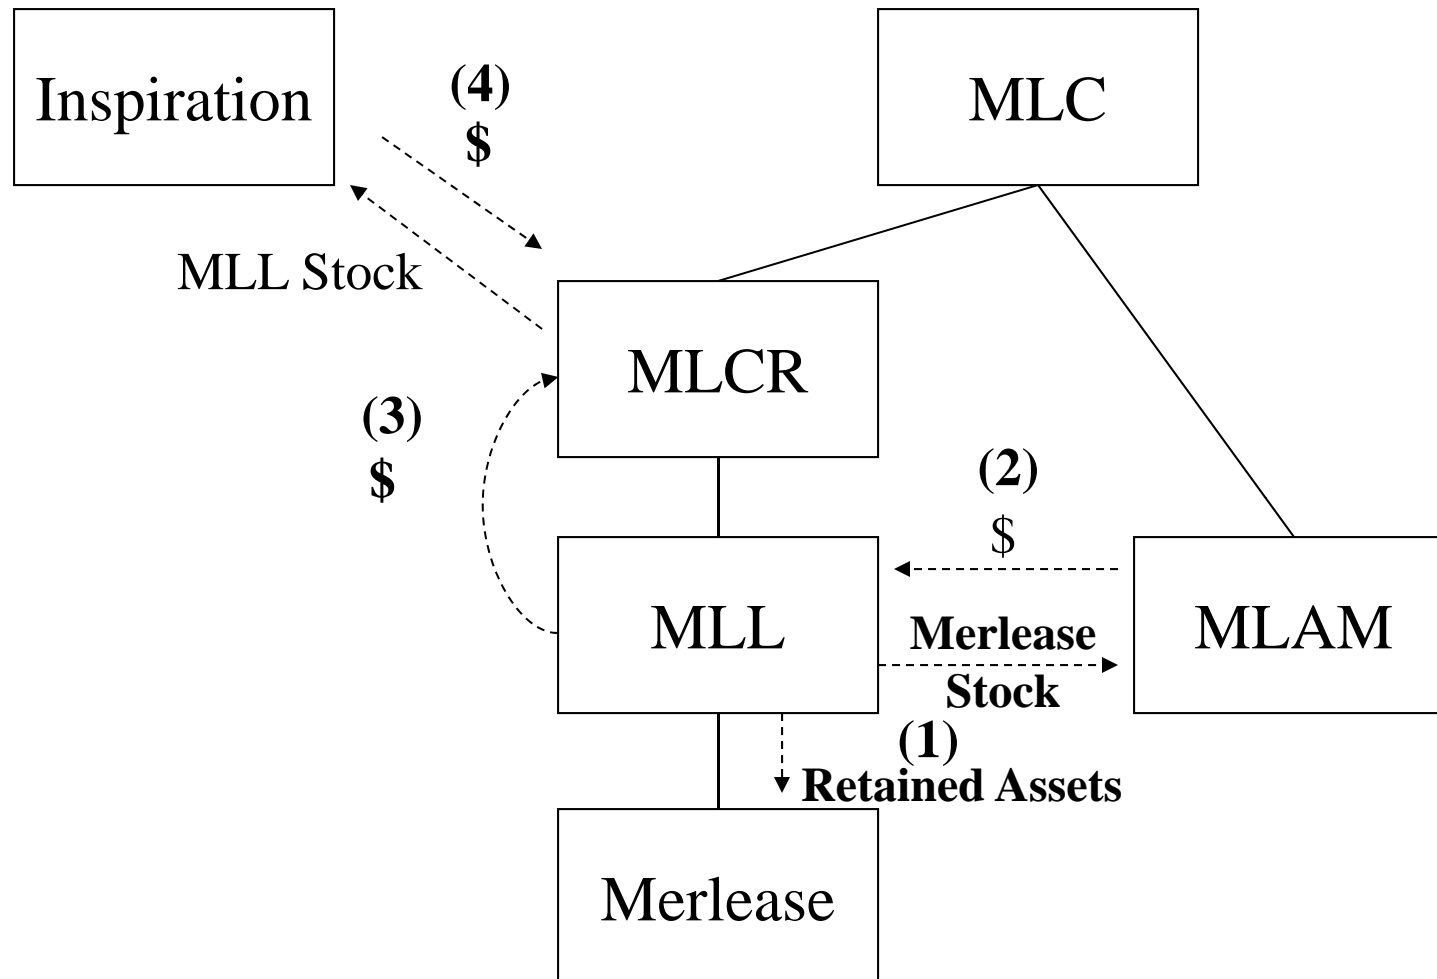 Inspiration
(4)
$
MLC
MLL Stock
MLCR
(3)
$
(2)
$
MLL
Merlease
Stock
MLAM
(1)
Retained Assets
Merlease